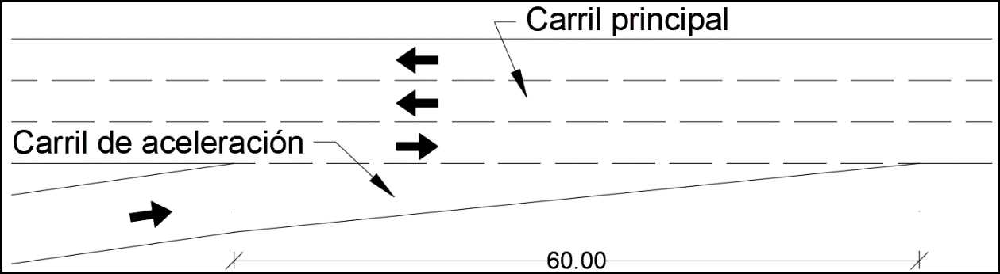 Carril principal
Carril de aceleración
60.00